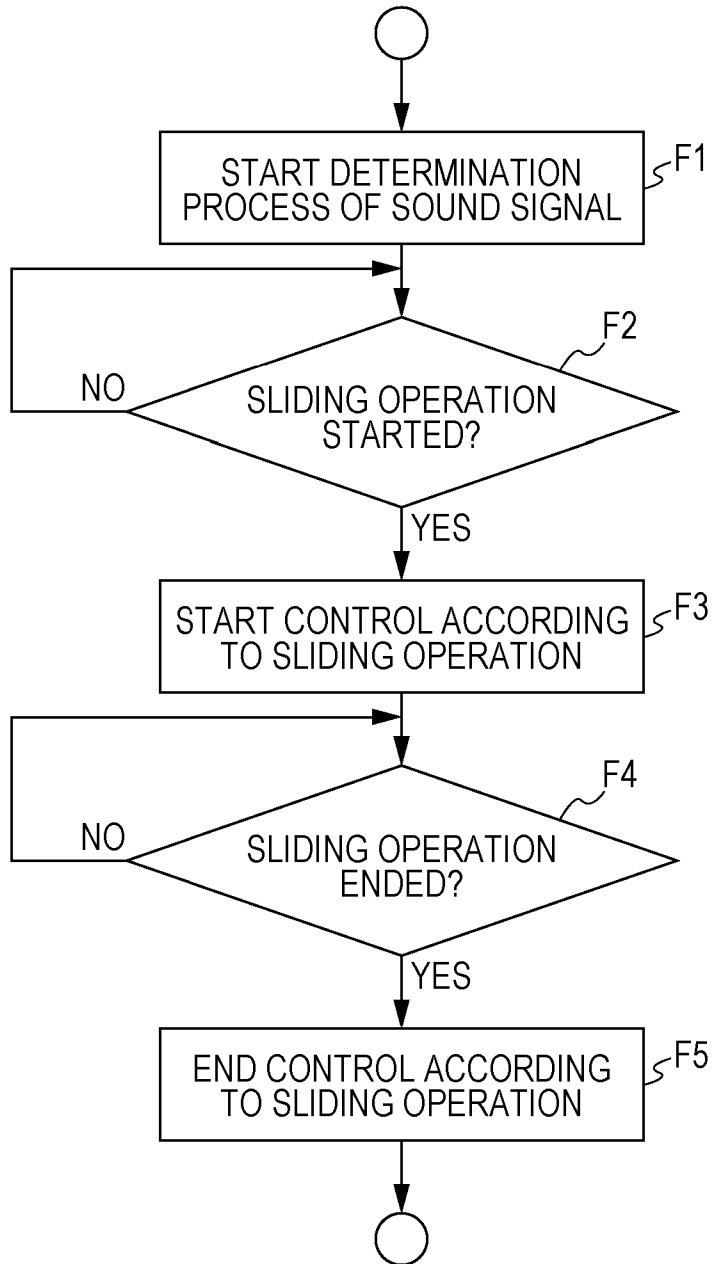 START DETERMINATION
PROCESS OF SOUND SIGNAL
F1
F2
SLIDING OPERATION
STARTED?
NO
YES
START CONTROL ACCORDING
TO SLIDING OPERATION
F3
F4
SLIDING OPERATION
ENDED?
NO
YES
END CONTROL ACCORDING
TO SLIDING OPERATION
F5